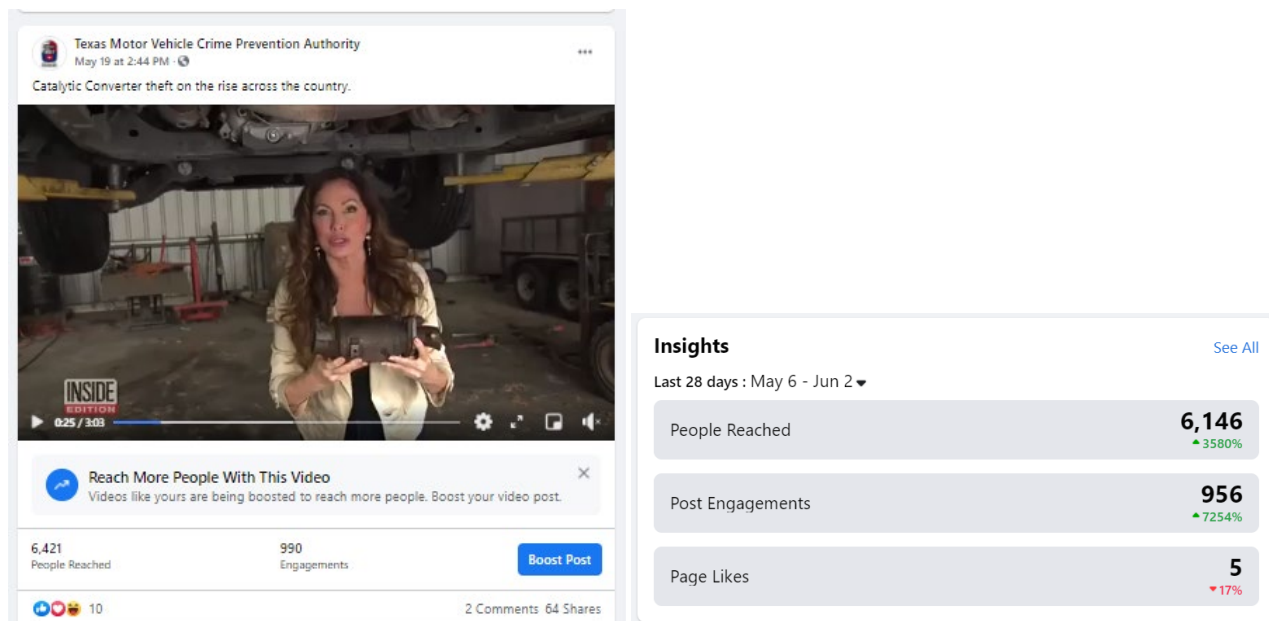 Texas Motor Vehicle Crime Prevention Authority
May 19 at 2:44 PM ·
Catalytic Converter theft on the rise across the country.
INSIDE
EDITION
0:25 / 3:03
Reach More People With This Video
Videos like yours are being boosted to reach more people. Boost your video post.
6,421
People Reached
990
Engagements
Boost Post
10
2 Comments 64 Shares
Insights
See All
Last 28 days : May 6 - Jun 2
People Reached
6,146
3580%
Post Engagements
956
7254%
Page Likes
5
17%